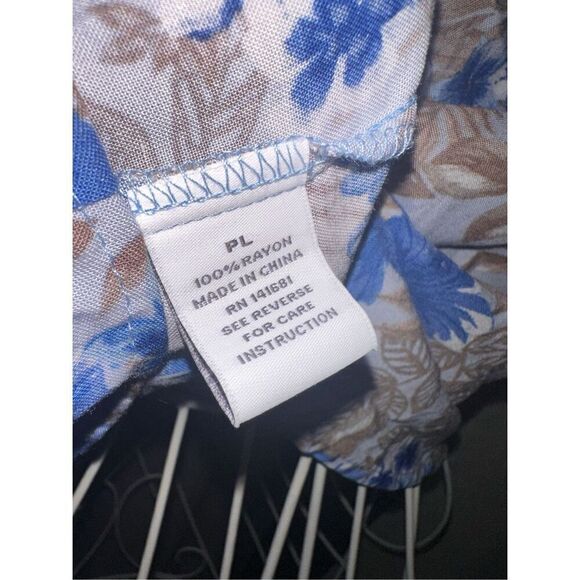 PL
100% RAYON
MADE IN CHINA
RN 141681
SEE REVERSE
FOR CARE
INSTRUCTION